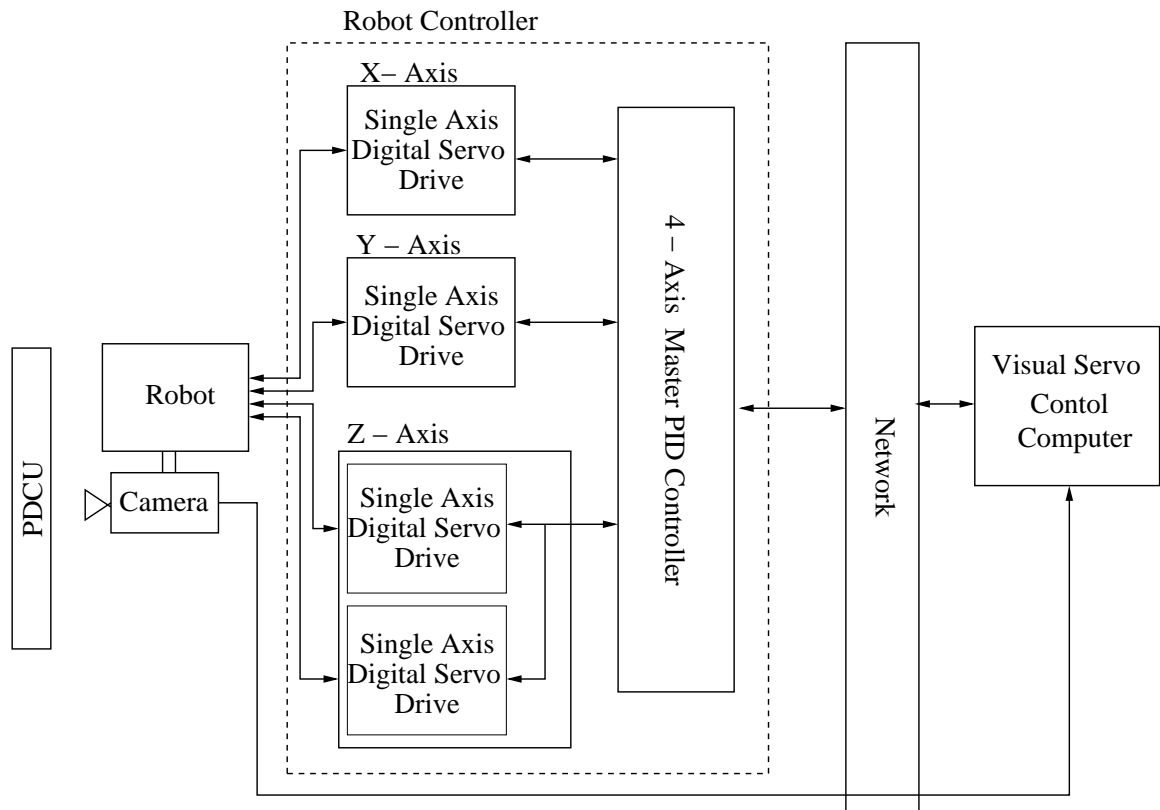 Robot Controller
X– Axis
Single Axis
Digital Servo
Drive
Y – Axis
Single Axis
Digital Servo
Drive
Z – Axis
Single Axis
Digital Servo
Drive
Single Axis
Digital Servo
Drive
4 – Axis Master PID Controller
Network
Visual Servo
Contol
Computer
Robot
Camera
PDCU